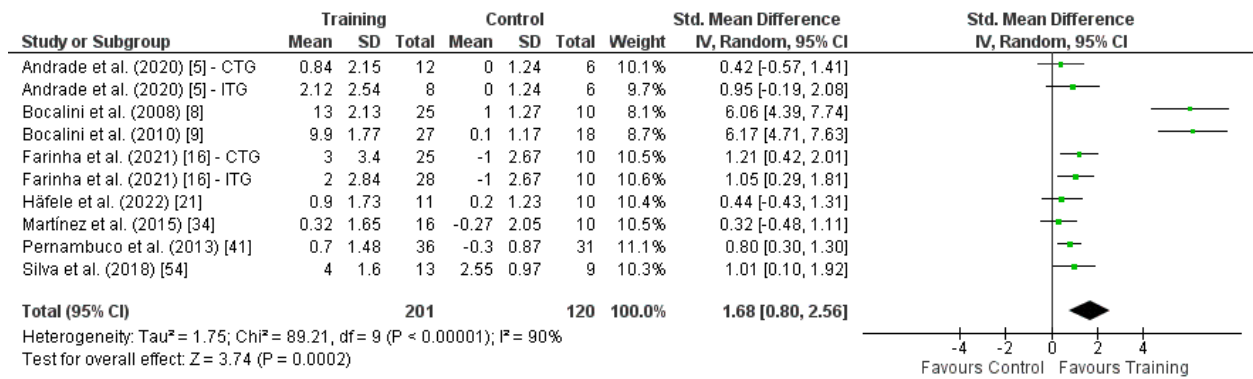 Training Control Std. Mean Difference Std. Mean Difference
Study or Subgroup Mean SD Total Mean SD Total Weight IV, Random, 95% CI IV, Random, 95% CI
Andrade et al. (2020) [5] - CTG 0.84 2.15 12 0 1.24 6 10.1% 0.42 [-0.57, 1.41]
Andrade et al. (2020) [5] - ITG 2.12 2.54 8 0 1.24 6 9.7% 0.95 [-0.19, 2.08]
Bocalini et al. (2008) [8] 13 2.13 25 1 1.27 10 8.1% 6.06 [4.39, 7.74]
Bocalini et al. (2010) [9] 9.9 1.77 27 0.1 1.17 18 8.7% 6.17 [4.71, 7.63]
Farinha et al. (2021) [16] - CTG 3 3.4 25 -1 2.67 10 10.5% 1.21 [0.42, 2.01]
Farinha et al. (2021) [16] - ITG 2 2.84 28 -1 2.67 10 10.6% 1.05 [0.29, 1.81]
Häfele et al. (2022) [21] 0.9 1.73 11 0.2 1.23 10 10.4% 0.44 [-0.43, 1.31]
Martínez et al. (2015) [34] 0.32 1.65 16 -0.27 2.05 10 10.5% 0.32 [-0.48, 1.11]
Pernambuco et al. (2013) [41] 0.7 1.48 36 -0.3 0.87 31 11.1% 0.80 [0.30, 1.30]
Silva et al. (2018) [54] 4 1.6 13 2.55 0.97 9 10.3% 1.01 [0.10, 1.92]
Total (95% CI) 201 120 100.0% 1.68 [0.80, 2.56]
Heterogeneity: Tau² = 1.75; Chi² = 89.21, df = 9 (P < 0.00001); I² = 90%
Test for overall effect: Z = 3.74 (P = 0.0002)
-4 -2 0 2 4
Favours Control Favours Training